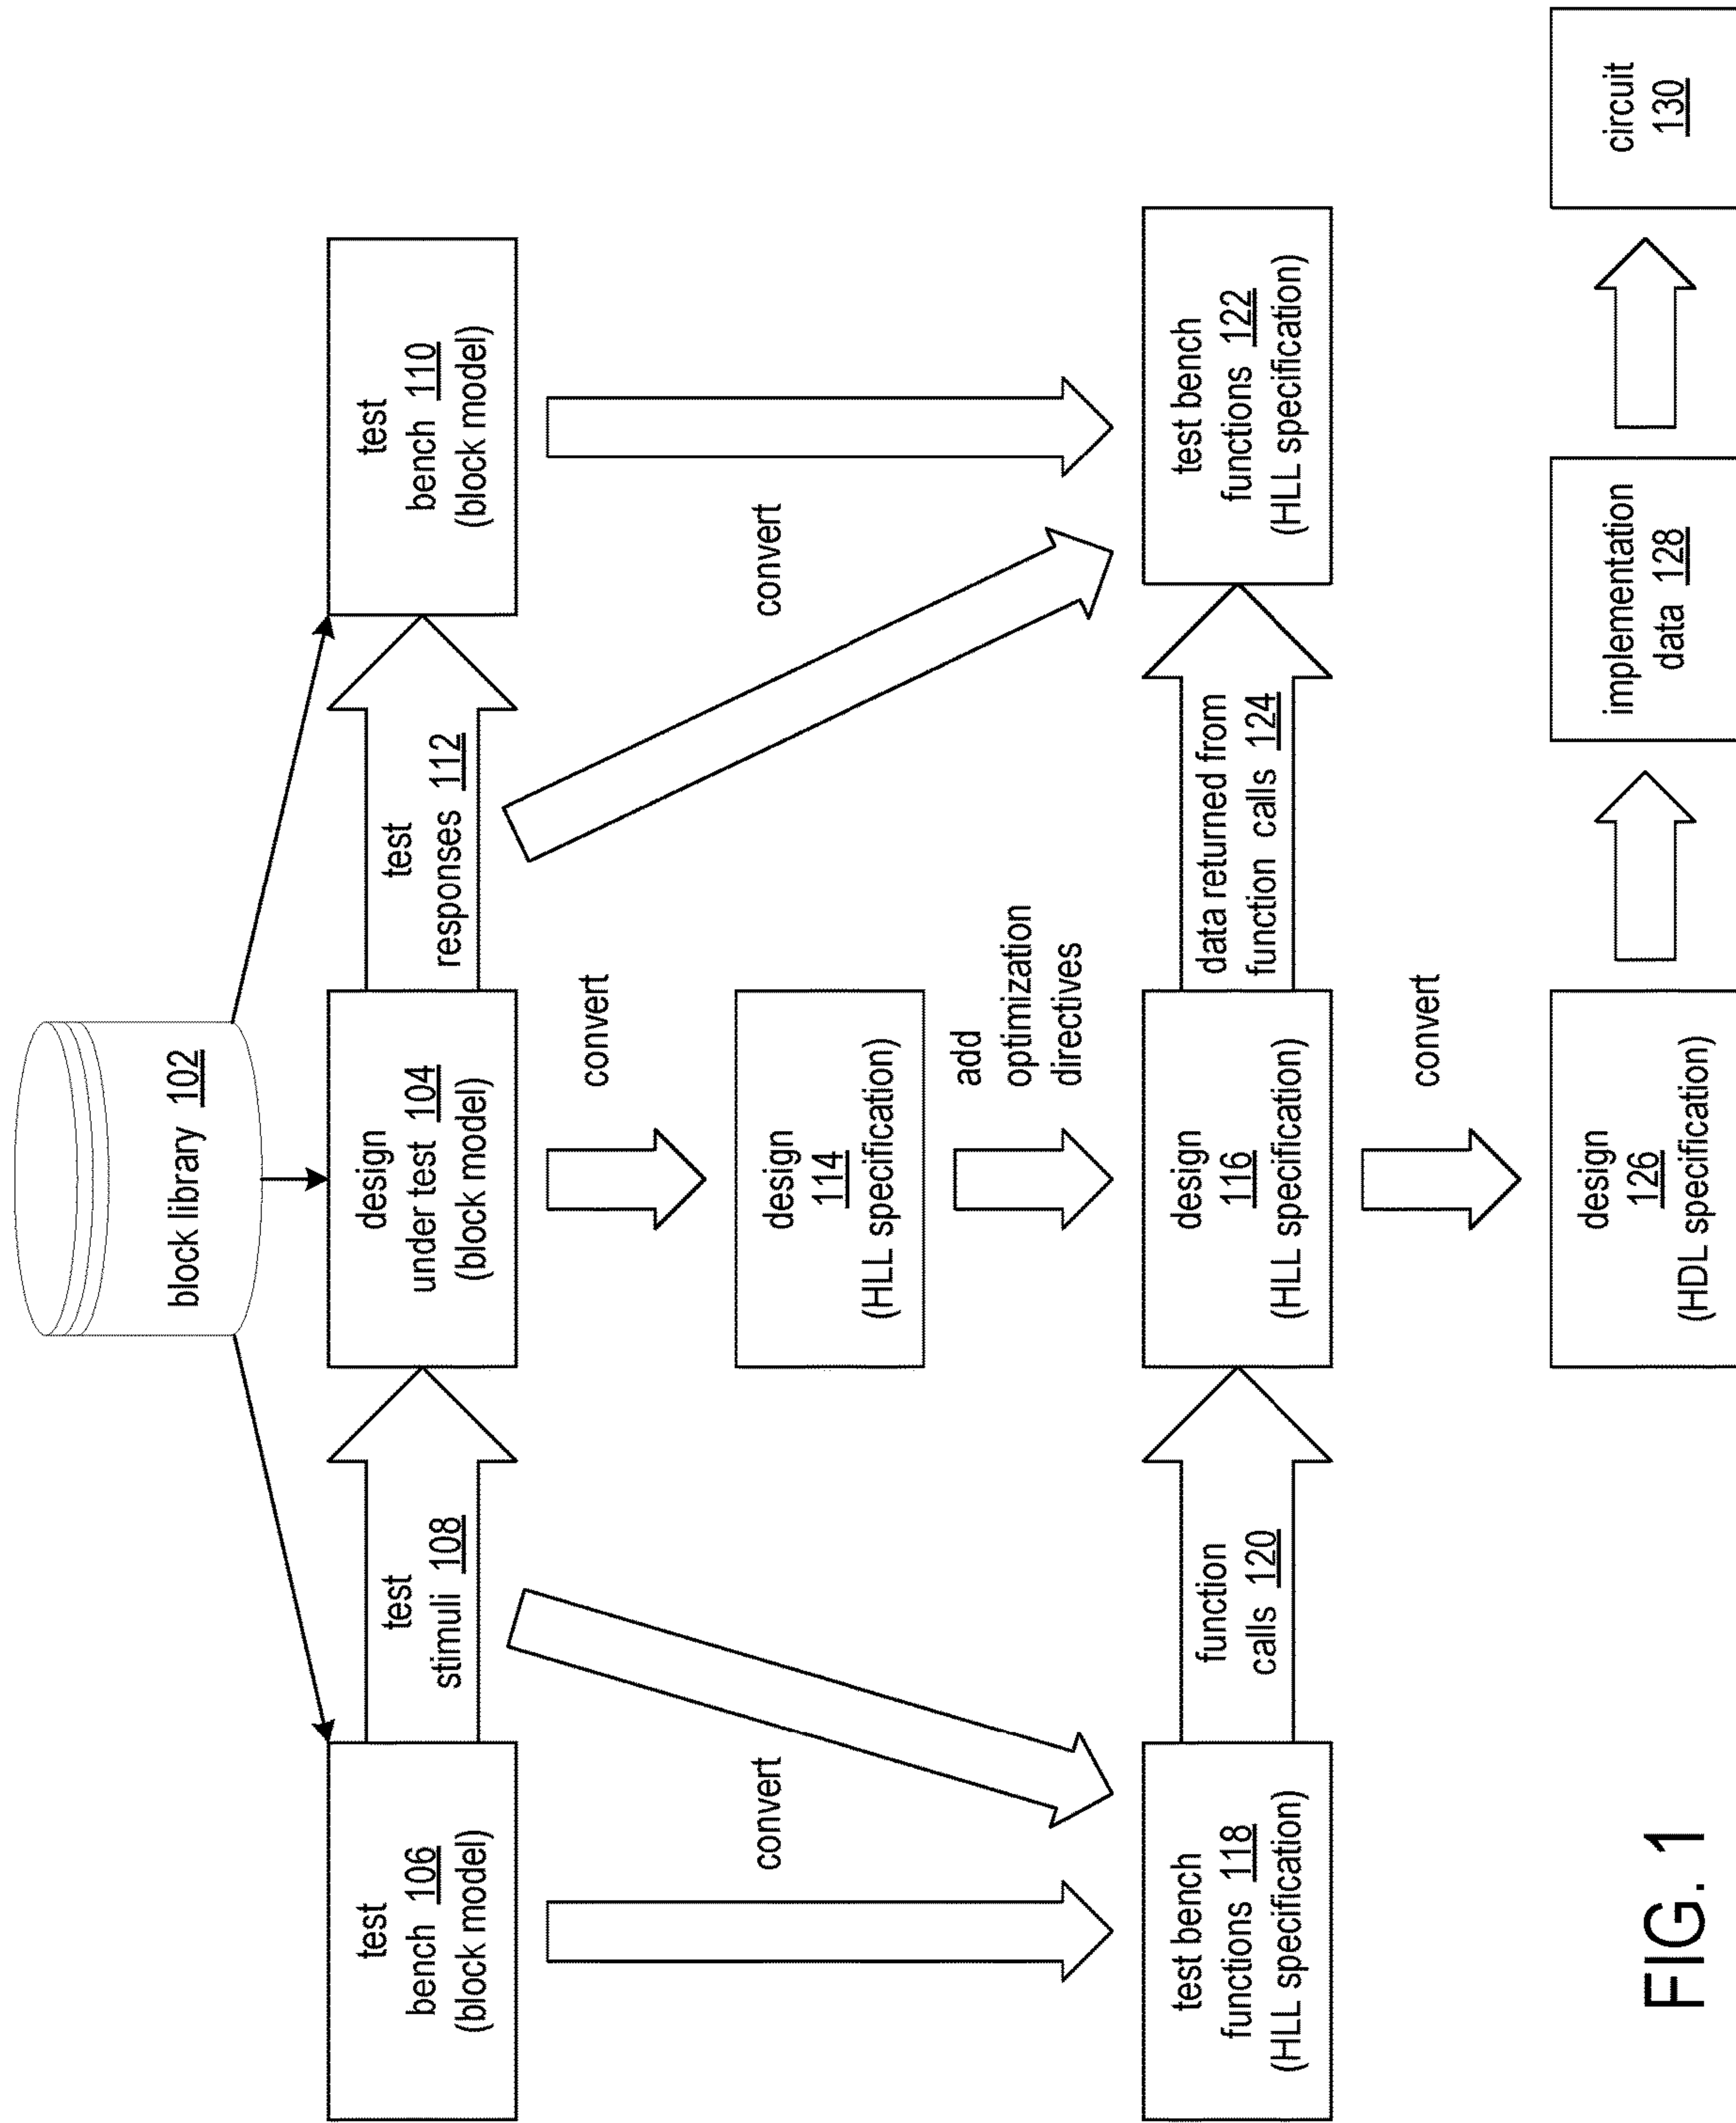 block library 102
test
bench 106
(block model)
test
stimuli 108
design
under test 104
(block model)
test
responses 112
test
bench 110
(block model)
convert
convert
convert
design
114
(HLL specification)
add
optimization
directives
test bench
functions 118
(HLL specification)
function
calls 120
design
116
(HLL specification)
data returned from
function calls 124
test bench
functions 122
(HLL specification)
convert
design
126
(HDL specification)
implementation
data 128
circuit
130
FIG. 1